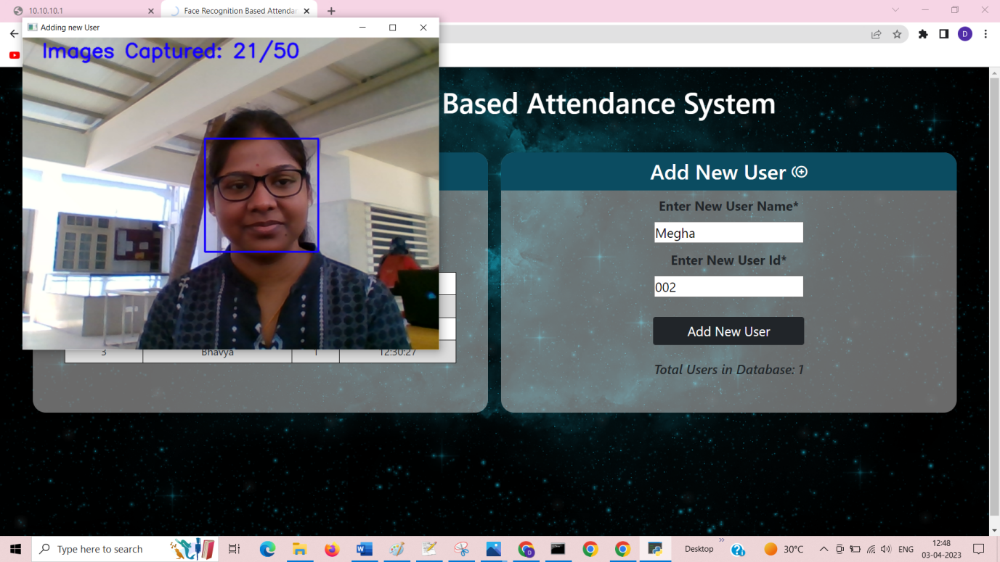 10.10.10.1
Face Recognition Based Attendan
D
Adding new User
Images Captured: 21/50
Based Attendance System
Add New User
Enter New User Name*
Megha
Enter New User Id*
002
Add New User
Total Users in Database: 1
3 Bhavya 1 12:30:27
Type here to search
Desktop
30°C
ENG
12:48
03-04-2023